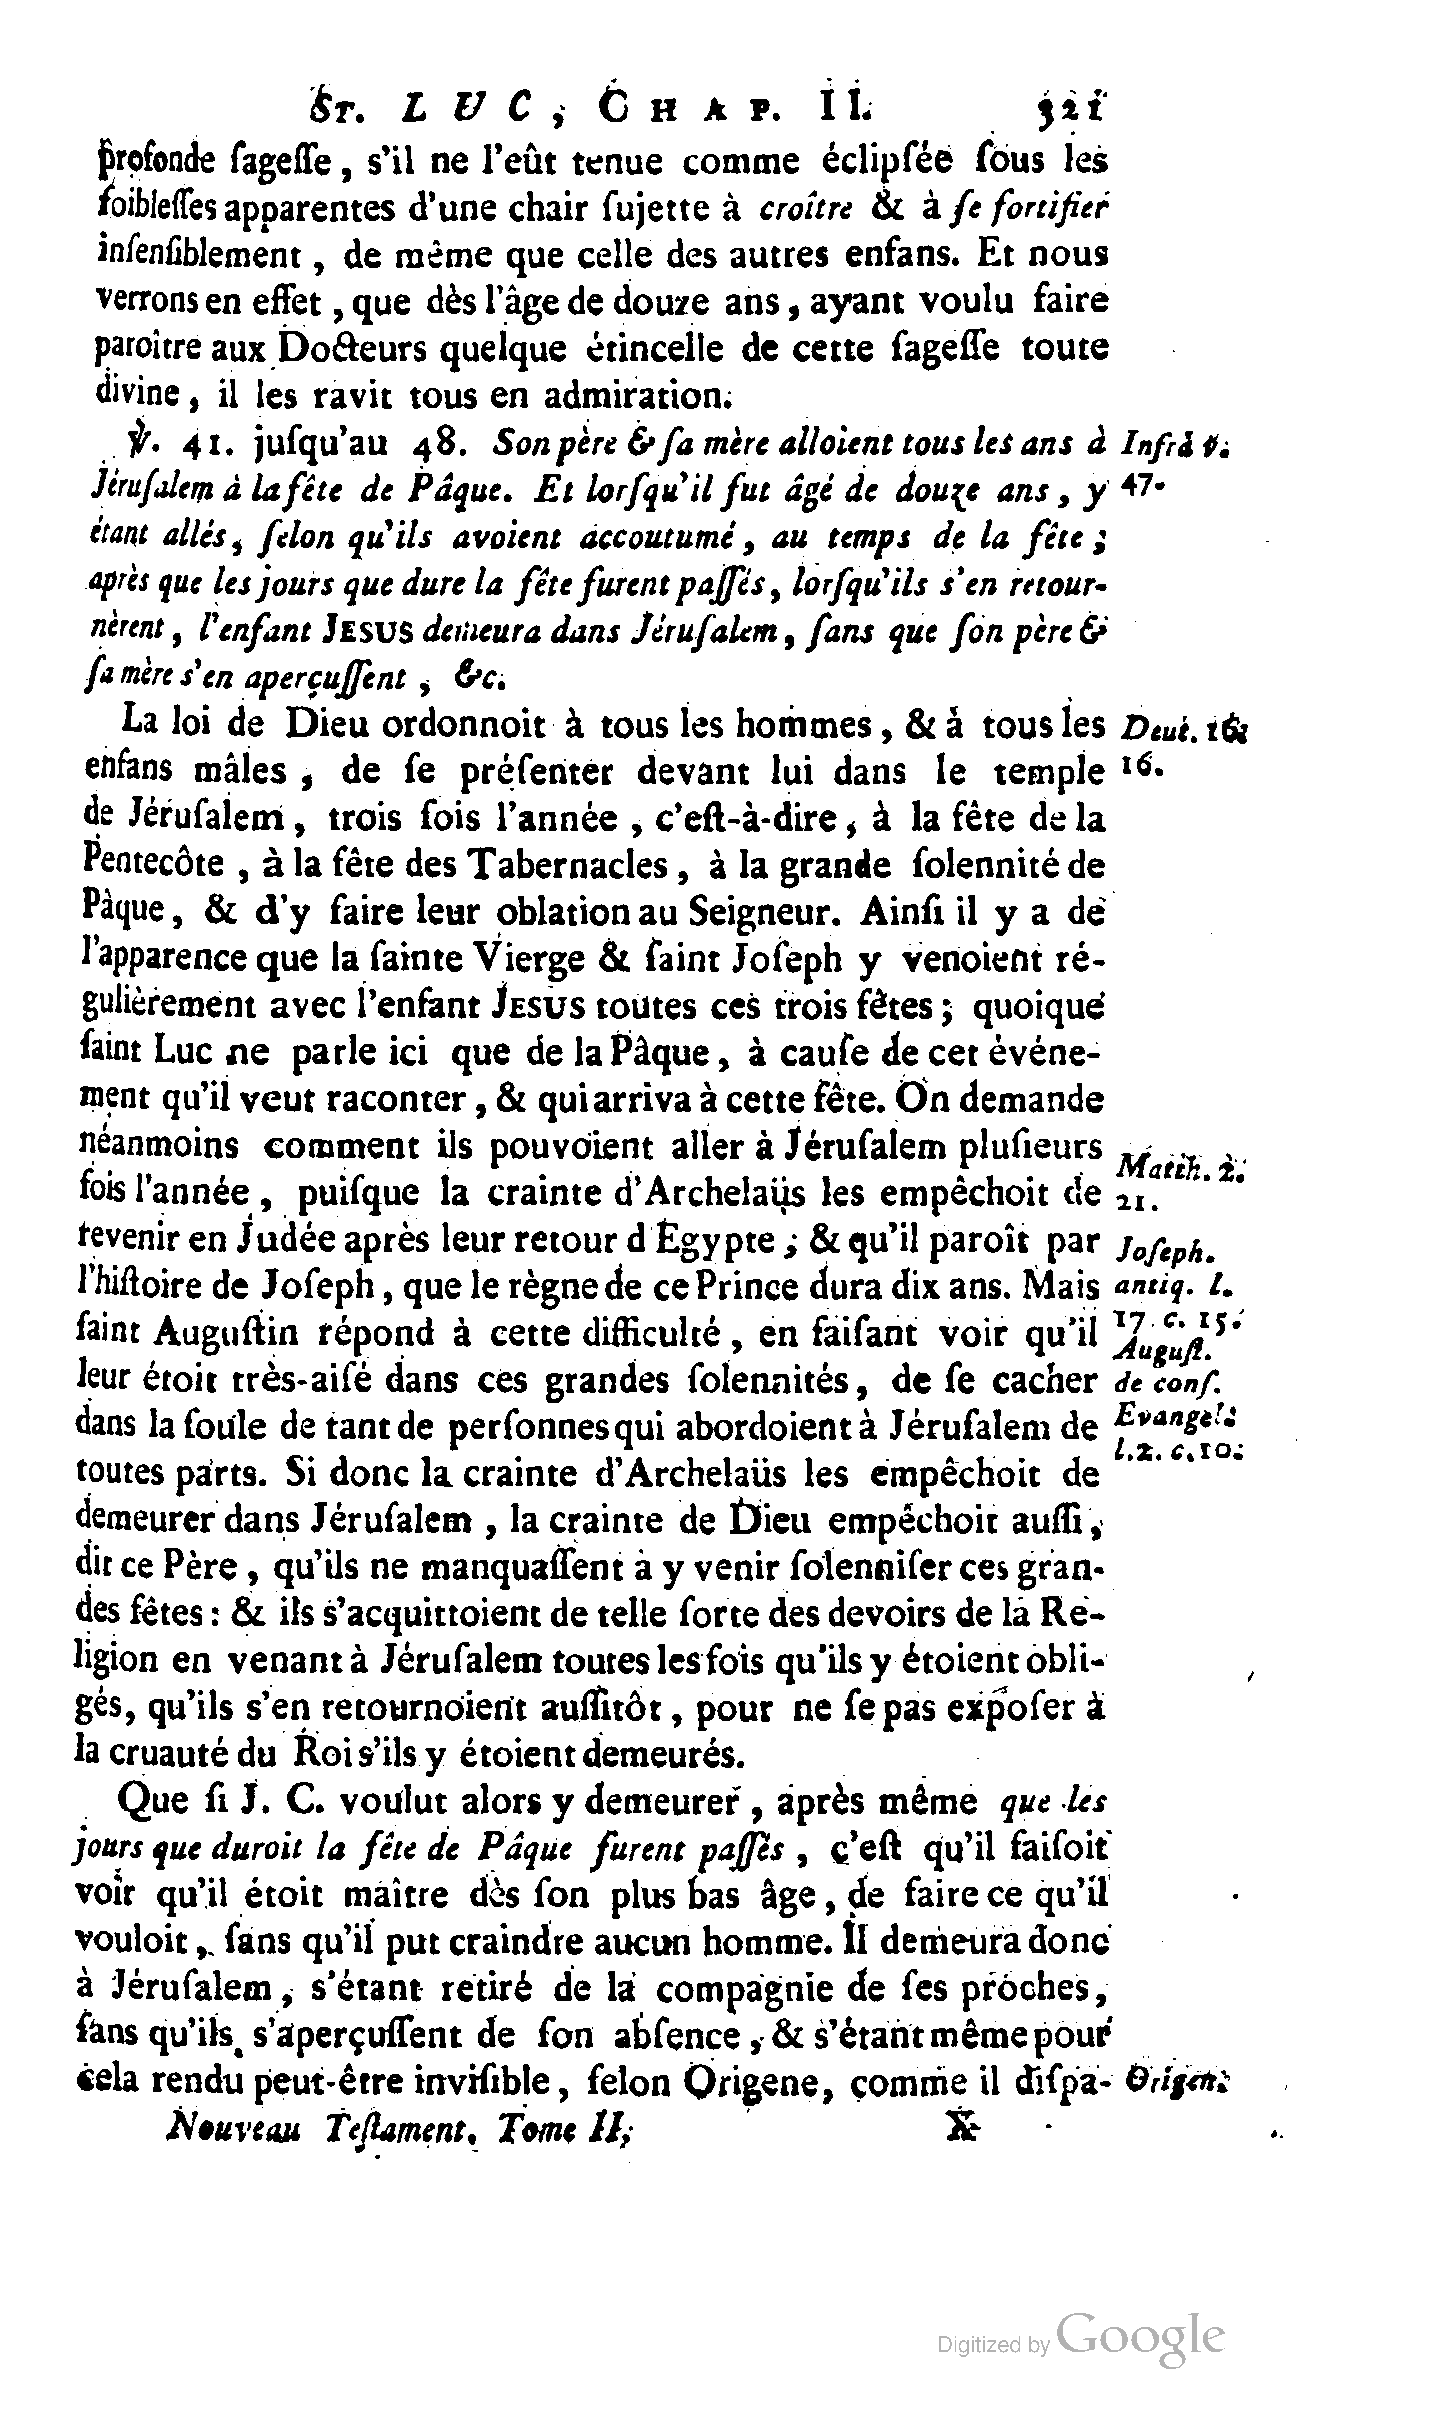 ST. LUC, CHAP. II. 321
profonde ſageſſe, s'il ne l'eût tenue comme éclipſée ſous les
foibleſſes apparentes d'une chair ſujette à croître & à ſe fortifier
inſenſiblement, de même que celle des autres enfans. Et nous
verrons en effet, que dès l'âge de douze ans, ayant voulu faire
paroître aux Docteurs quelque étincelle de cette ſageſſe toute
divine, il les ravit tous en admiration.
℣. 41. juſqu'au 48. Son père & ſa mère alloient tous les ans à
Infrà ℣.
Jéruſalem à la fête de Pâque. Et lorſqu'il fut âgé de douze ans, y
47.
étant allés, ſelon qu'ils avoient accoutumé, au temps de la fête;
après que les jours que dure la fête furent paſſés, lorſqu'ils s'en retour-
nèrent, l'enfant JESUS demeura dans Jéruſalem, ſans que ſon père &
ſa mère s'en aperçuſſent, &c.
La loi de Dieu ordonnoit à tous les hommes, & à tous les
Deut. 16.
enfans mâles, de ſe préſenter devant lui dans le temple
16.
de Jéruſalem, trois fois l'année, c'eſt-à-dire, à la fête de la
Pentecôte, à la fête des Tabernacles, à la grande ſolennité de
Pâque, & d'y faire leur oblation au Seigneur. Ainſi il y a de
l'apparence que la ſainte Vierge & ſaint Joſeph y venoient ré-
gulièrement avec l'enfant JESUS toutes ces trois fêtes; quoique
ſaint Luc ne parle ici que de la Pâque, à cauſe de cet événe-
ment qu'il veut raconter, & qui arriva à cette fête. On demande
néanmoins comment ils pouvoient aller à Jéruſalem pluſieurs
Matth. 2.
fois l'année, puiſque la crainte d'Archelaüs les empêchoit de
21.
revenir en Judée après leur retour d'Egypte; & qu'il paroît par
Joſeph.
l'hiſtoire de Joſeph, que le règne de ce Prince dura dix ans. Mais
antiq. l.
ſaint Auguſtin répond à cette difficulté, en faiſant voir qu'il
17. c. 15.
Auguſt.
leur étoit très-aiſé dans ces grandes ſolennités, de ſe cacher
de conſ.
dans la foule de tant de perſonnes qui abordoient à Jéruſalem de
Evangel.
toutes parts. Si donc la crainte d'Archelaüs les empêchoit de
l. 2. c. 10.
demeurer dans Jéruſalem, la crainte de Dieu empêchoit auſſi,
dit ce Père, qu'ils ne manquaſſent à y venir ſolenniſer ces gran-
des fêtes: & ils s'acquittoient de telle ſorte des devoirs de la Re-
ligion en venant à Jéruſalem toutes les fois qu'ils y étoient obli-
gés, qu'ils s'en retournoient auſſitôt, pour ne ſe pas expoſer à
la cruauté du Roi s'ils y étoient demeurés.
Que ſi J. C. voulut alors y demeurer, après même que les
jours que duroit la fête de Pâque furent paſſés, c'eſt qu'il faiſoit
voir qu'il étoit maître dès ſon plus bas âge, de faire ce qu'il
vouloit, ſans qu'il put craindre aucun homme. Il demeura donc
à Jéruſalem, s'étant retiré de la compagnie de ſes proches,
ſans qu'ils s'aperçuſſent de ſon abſence, & s'étant même pour
cela rendu peut-être inviſible, ſelon Origene, comme il diſpa-
Origen.
Nouveau Teſtament. Tome II. X
Digitized by Google